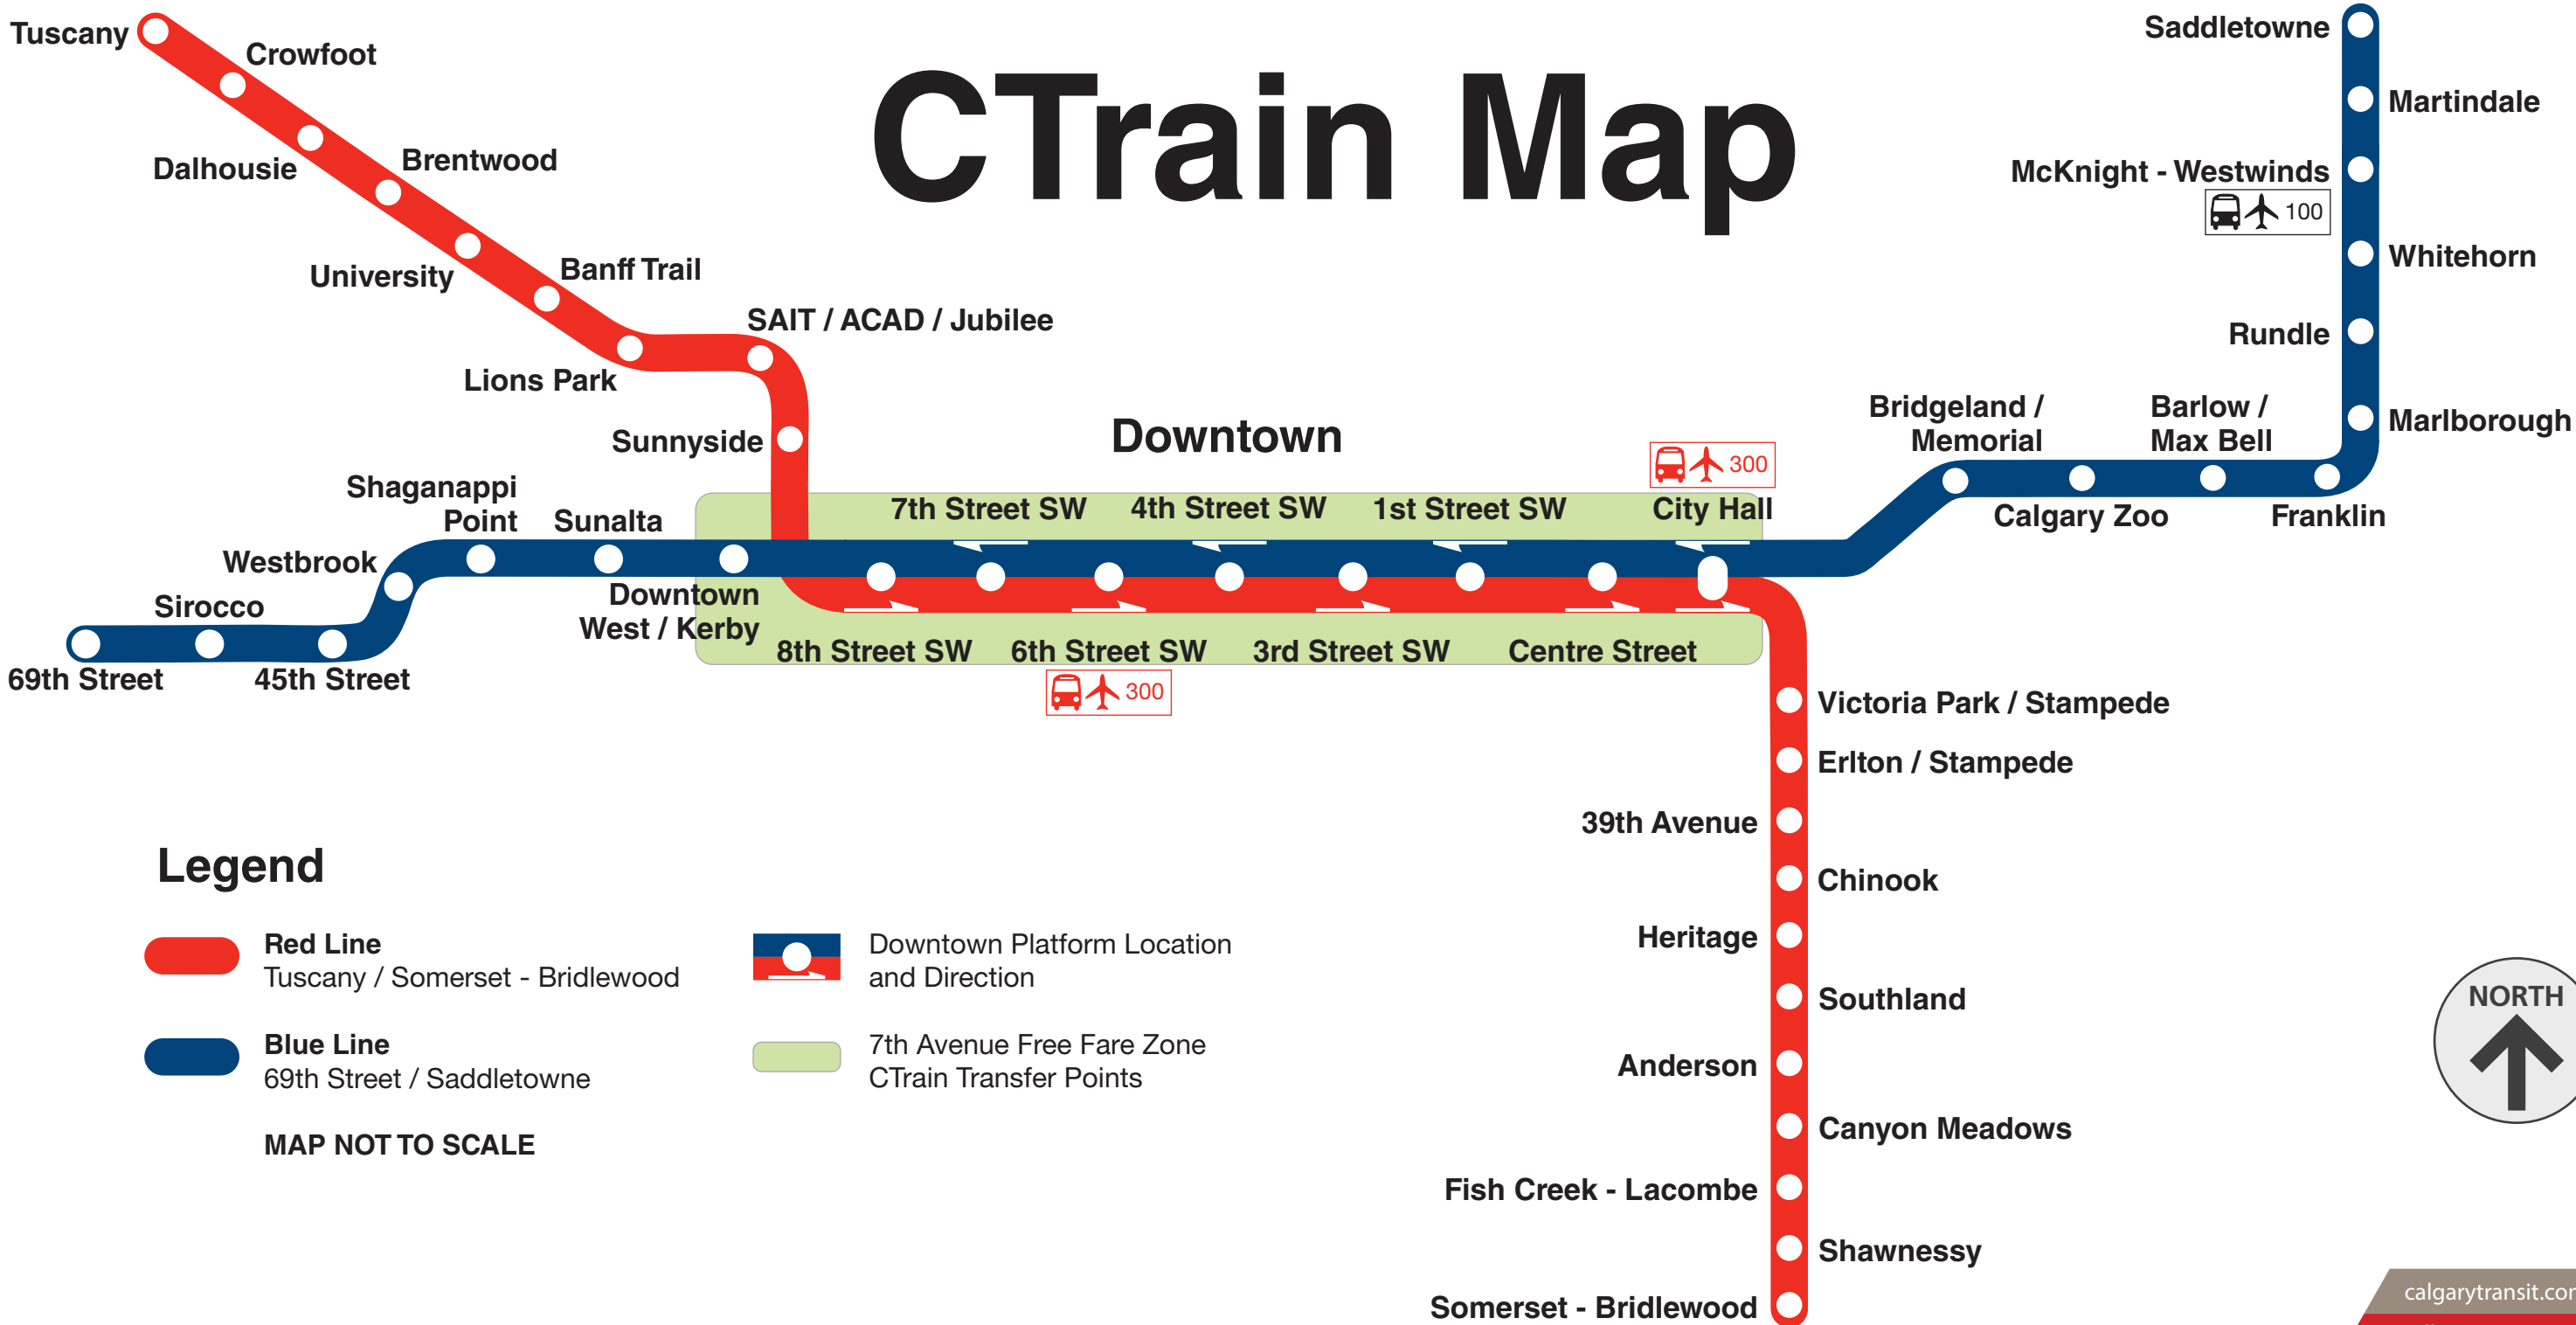 CTrain Map
Tuscany
Crowfoot
Dalhousie
Brentwood
University
Banff Trail
Lions Park
SAIT / ACAD / Jubilee
Sunnyside
Saddletowne
Martindale
McKnight - Westwinds
100
Whitehorn
Rundle
Marlborough
Bridgeland /
Memorial
Barlow /
Max Bell
Calgary Zoo
Franklin
Downtown
300
7th Street SW
4th Street SW
1st Street SW
City Hall
Shaganappi
Point
Sunalta
Westbrook
Sirocco
69th Street
45th Street
Downtown
West / Kerby
8th Street SW
6th Street SW
3rd Street SW
Centre Street
300
Victoria Park / Stampede
Erlton / Stampede
39th Avenue
Chinook
Heritage
Southland
Anderson
Canyon Meadows
Fish Creek - Lacombe
Shawnessy
Somerset - Bridlewood
Legend
Red Line
Tuscany / Somerset - Bridlewood
Blue Line
69th Street / Saddletowne
MAP NOT TO SCALE
Downtown Platform Location
and Direction
7th Avenue Free Fare Zone
CTrain Transfer Points
NORTH